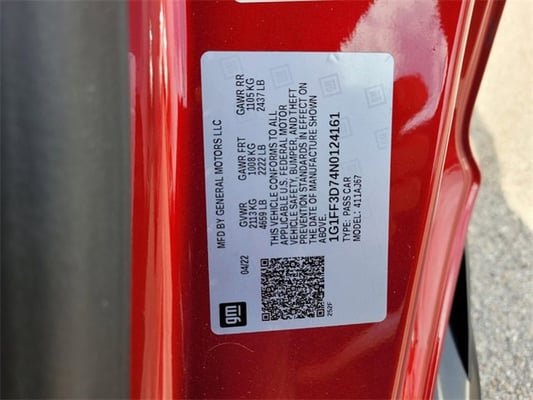 MFD BY GENERAL MOTORS LLC
04/22
GVWR
2113 KG
4659 LB
GAWR FRT
1008 KG
2222 LB
GAWR RR
1105 KG
2437 LB
THIS VEHICLE CONFORMS TO ALL
APPLICABLE U.S. FEDERAL MOTOR
VEHICLE SAFETY, BUMPER, AND THEFT
PREVENTION STANDARDS IN EFFECT ON
THE DATE OF MANUFACTURE SHOWN
ABOVE.
1G1FF3D74N0124161
TYPE: PASS CAR
MODEL: 411AJ67
gm
252F